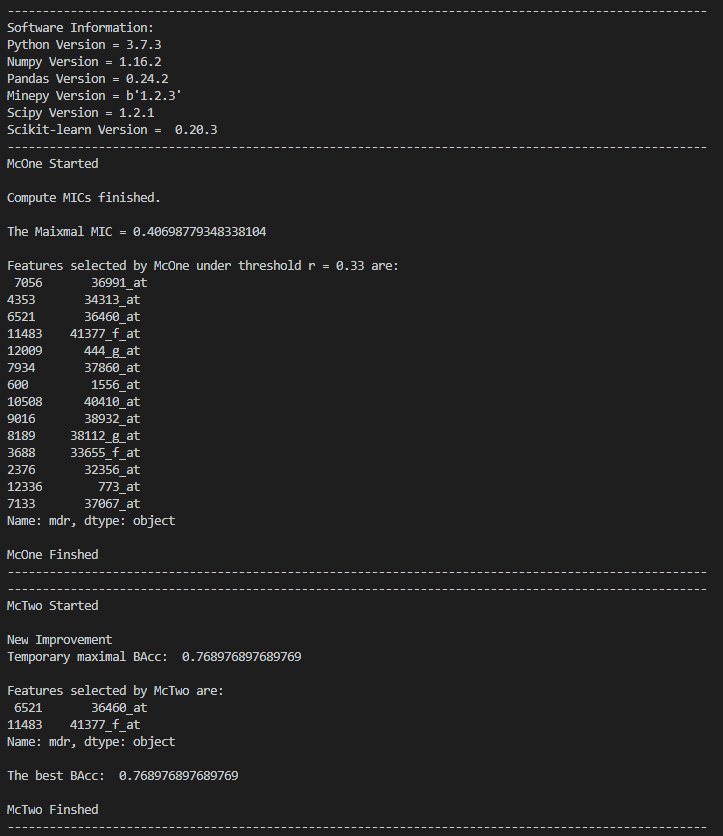 ----------------------------------------------------------------------------------------------------
Software Information:
Python Version = 3.7.3
Numpy Version = 1.16.2
Pandas Version = 0.24.2
Minepy Version = b'1.2.3'
Scipy Version = 1.2.1
Scikit-learn Version =  0.20.3
----------------------------------------------------------------------------------------------------
McOne Started
Compute MICs finished.
The Maixmal MIC = 0.40698779348338104
Features selected by McOne under threshold r = 0.33 are:
 7056       36991_at
4353       34313_at
6521       36460_at
11483    41377_f_at
12009      444_g_at
7934       37860_at
600        1556_at
10508      40410_at
9016       38932_at
8189     38112_g_at
3688     33655_f_at
2376       32356_at
12336        773_at
7133       37067_at
Name: mdr, dtype: object
McOne Finshed
----------------------------------------------------------------------------------------------------
----------------------------------------------------------------------------------------------------
McTwo Started
New Improvement
Temporary maximal BAcc:  0.768976897689769
Features selected by McTwo are:
 6521       36460_at
11483    41377_f_at
Name: mdr, dtype: object
The best BAcc:  0.768976897689769
McTwo Finshed
----------------------------------------------------------------------------------------------------